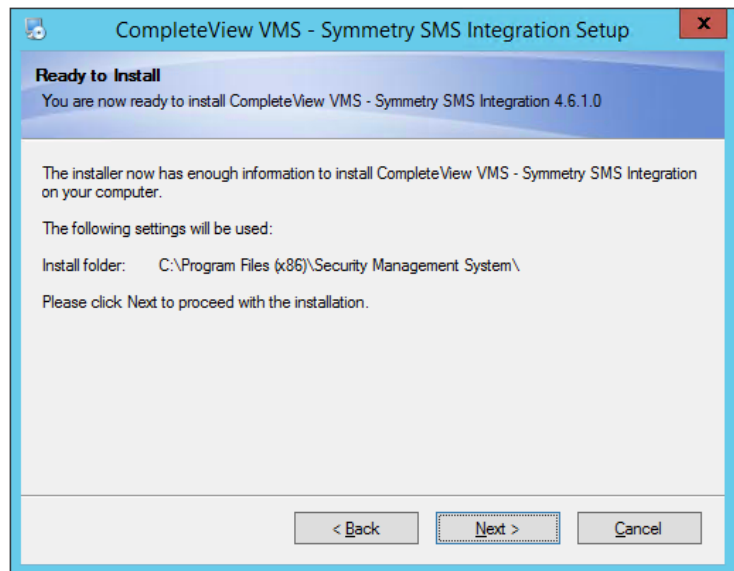 CompleteView VMS - Symmetry SMS Integration Setup
x
Ready to Install
You are now ready to install CompleteView VMS - Symmetry SMS Integration 4.6.1.0
The installer now has enough information to install CompleteView VMS - Symmetry SMS Integration
on your computer.
The following settings will be used:
Install folder: C:\Program Files (x86)\Security Management System\
Please click Next to proceed with the installation.
< Back Next > Cancel